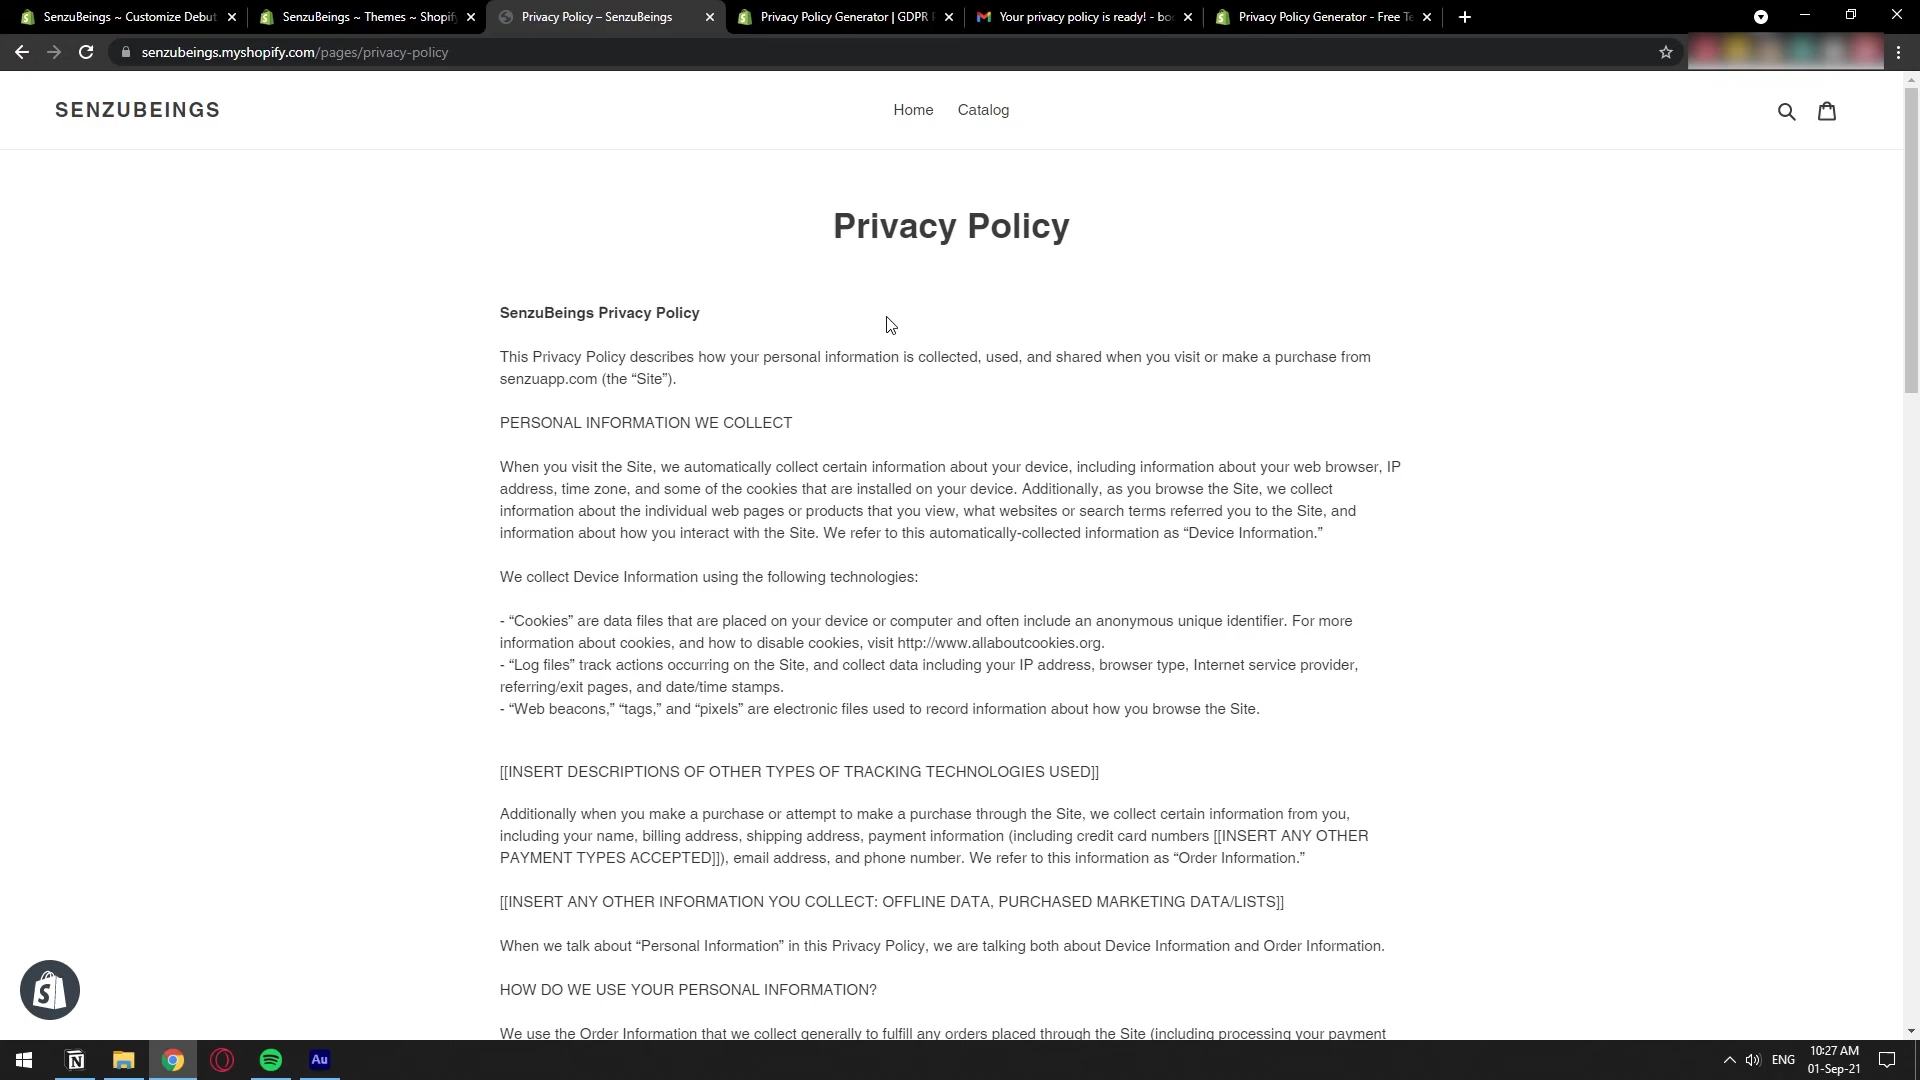 SenzuBeings ~ Customize Debut
SenzuBeings ~ Themes ~ Shopify
Privacy Policy – SenzuBeings
Privacy Policy Generator | GDPR P
Your privacy policy is ready! - bo
Privacy Policy Generator - Free Te
senzubeings.myshopify.com/pages/privacy-policy
SENZUBEINGS
Home
Catalog
Privacy Policy
SenzuBeings Privacy Policy
This Privacy Policy describes how your personal information is collected, used, and shared when you visit or make a purchase from
senzuapp.com (the “Site”).
PERSONAL INFORMATION WE COLLECT
When you visit the Site, we automatically collect certain information about your device, including information about your web browser, IP
address, time zone, and some of the cookies that are installed on your device. Additionally, as you browse the Site, we collect
information about the individual web pages or products that you view, what websites or search terms referred you to the Site, and
information about how you interact with the Site. We refer to this automatically-collected information as “Device Information.”
We collect Device Information using the following technologies:
- “Cookies” are data files that are placed on your device or computer and often include an anonymous unique identifier. For more
information about cookies, and how to disable cookies, visit http://www.allaboutcookies.org.
- “Log files” track actions occurring on the Site, and collect data including your IP address, browser type, Internet service provider,
referring/exit pages, and date/time stamps.
- “Web beacons,” “tags,” and “pixels” are electronic files used to record information about how you browse the Site.
[[INSERT DESCRIPTIONS OF OTHER TYPES OF TRACKING TECHNOLOGIES USED]]
Additionally when you make a purchase or attempt to make a purchase through the Site, we collect certain information from you,
including your name, billing address, shipping address, payment information (including credit card numbers [[INSERT ANY OTHER
PAYMENT TYPES ACCEPTED]]), email address, and phone number. We refer to this information as “Order Information.”
[[INSERT ANY OTHER INFORMATION YOU COLLECT: OFFLINE DATA, PURCHASED MARKETING DATA/LISTS]]
When we talk about “Personal Information” in this Privacy Policy, we are talking both about Device Information and Order Information.
HOW DO WE USE YOUR PERSONAL INFORMATION?
We use the Order Information that we collect generally to fulfill any orders placed through the Site (including processing your payment
Au
ENG
10:27 AM
01-Sep-21